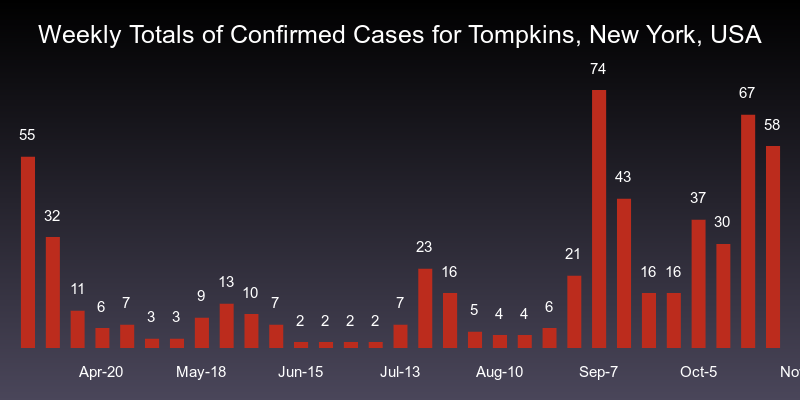 Weekly Totals of Confirmed Cases for Tompkins, New York, USA
55 32 11 6 7 3 3 9 13 10 7 2 2 2 2 7 23 16 5 4 4 6 21 74 43 16 16 37 30 67 58
Apr-20 May-18 Jun-15 Jul-13 Aug-10 Sep-7 Oct-5